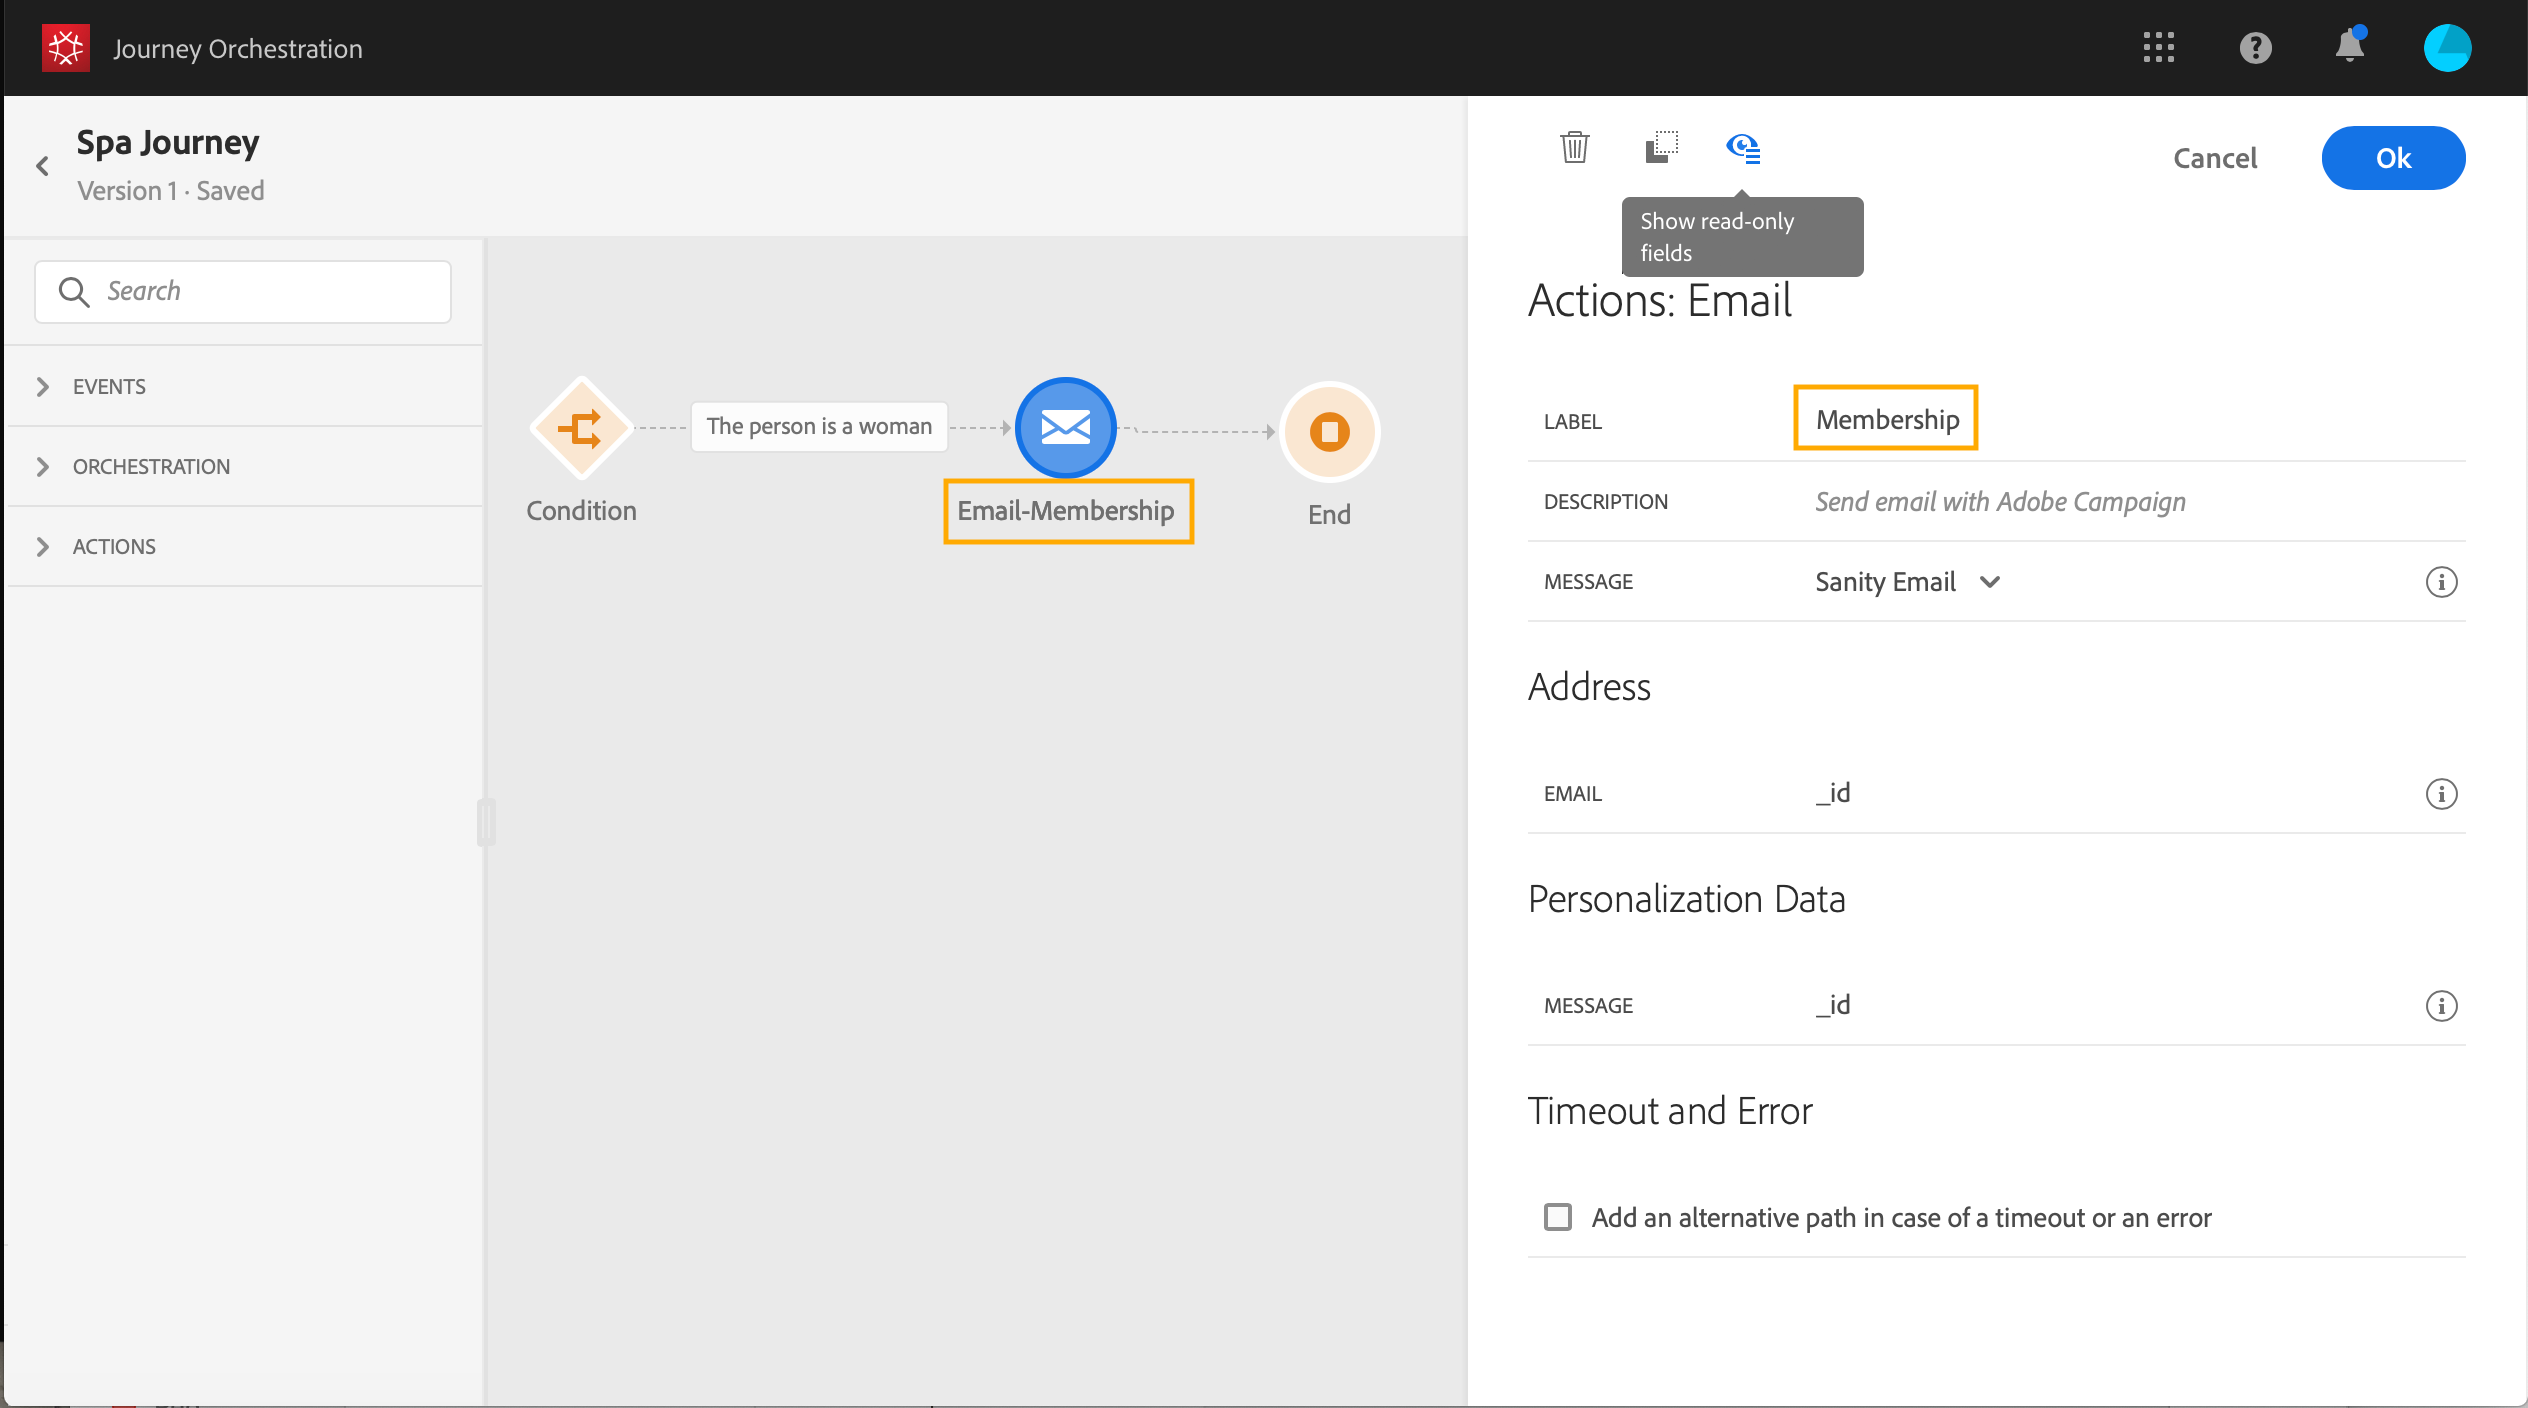 Journey Orchestration
Spa Journey
Version 1 · Saved
Search
EVENTS
ORCHESTRATION
ACTIONS
Condition
The person is a woman
Email-Membership
End
Cancel
Ok
Show read-only
fields
Actions: Email
LABEL
Membership
DESCRIPTION
Send email with Adobe Campaign
MESSAGE
Sanity Email
Address
EMAIL
_id
Personalization Data
MESSAGE
_id
Timeout and Error
Add an alternative path in case of a timeout or an error